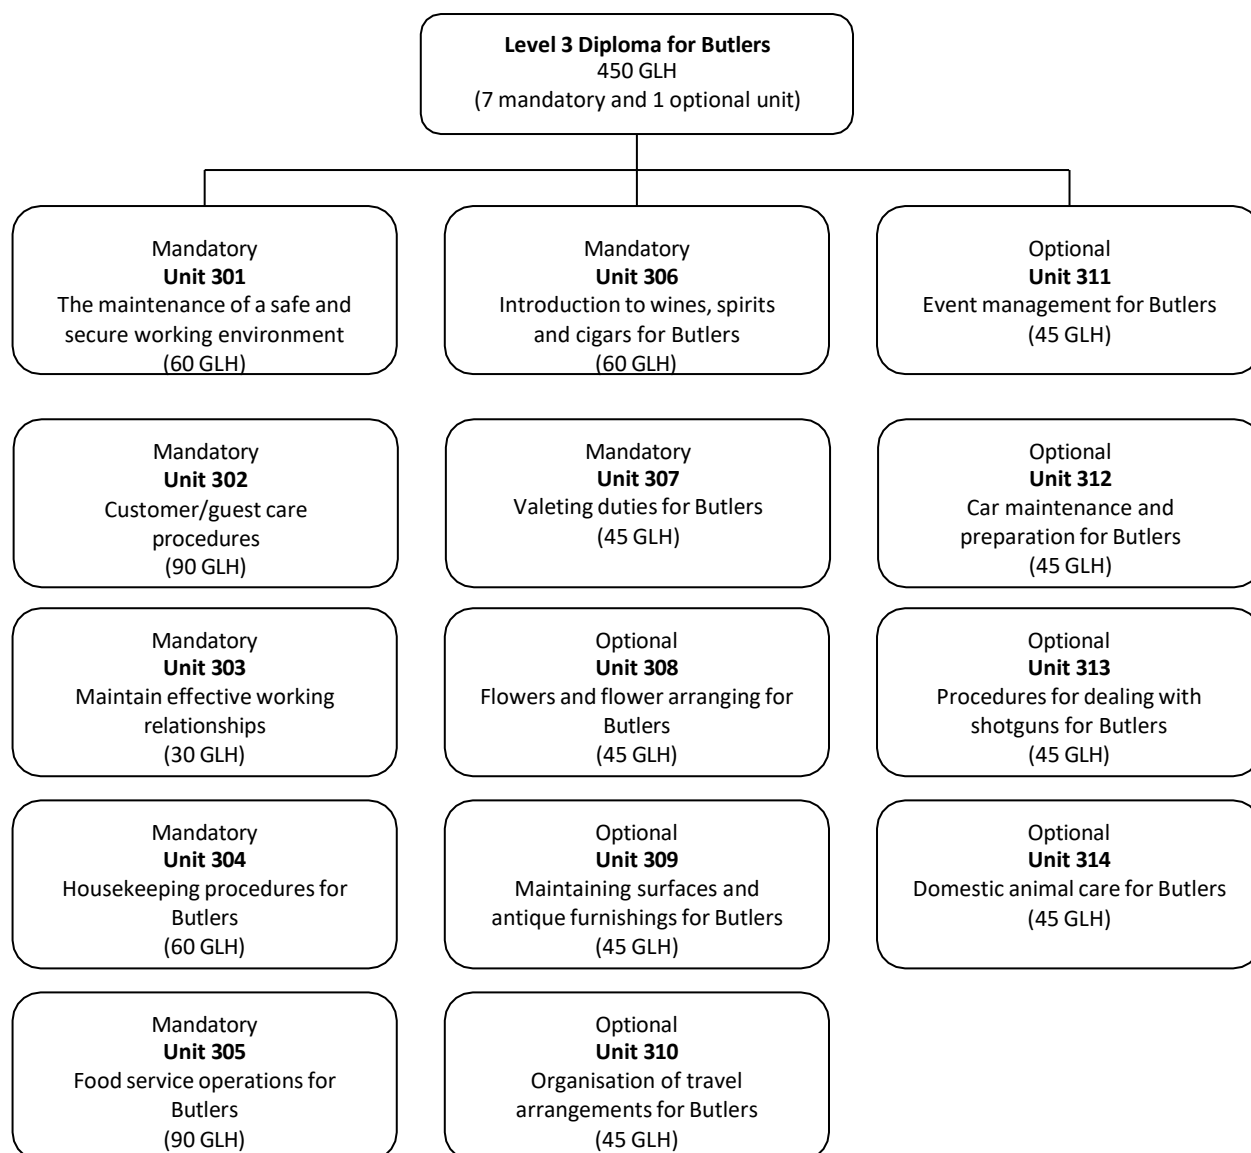 Level 3 Diploma for Butlers
450 GLH
(7 mandatory and 1 optional unit)
Mandatory
Unit 301
The maintenance of a safe and
secure working environment
(60 GLH)
Mandatory
Unit 302
Customer/guest care
procedures
(90 GLH)
Mandatory
Unit 303
Maintain effective working
relationships
(30 GLH)
Mandatory
Unit 304
Housekeeping procedures for
Butlers
(60 GLH)
Mandatory
Unit 305
Food service operations for
Butlers
(90 GLH)
Mandatory
Unit 306
Introduction to wines, spirits
and cigars for Butlers
(60 GLH)
Mandatory
Unit 307
Valeting duties for Butlers
(45 GLH)
Optional
Unit 308
Flowers and flower arranging for
Butlers
(45 GLH)
Optional
Unit 309
Maintaining surfaces and
antique furnishings for Butlers
(45 GLH)
Optional
Unit 310
Organisation of travel
arrangements for Butlers
(45 GLH)
Optional
Unit 311
Event management for Butlers
(45 GLH)
Optional
Unit 312
Car maintenance and
preparation for Butlers
(45 GLH)
Optional
Unit 313
Procedures for dealing with
shotguns for Butlers
(45 GLH)
Optional
Unit 314
Domestic animal care for Butlers
(45 GLH)